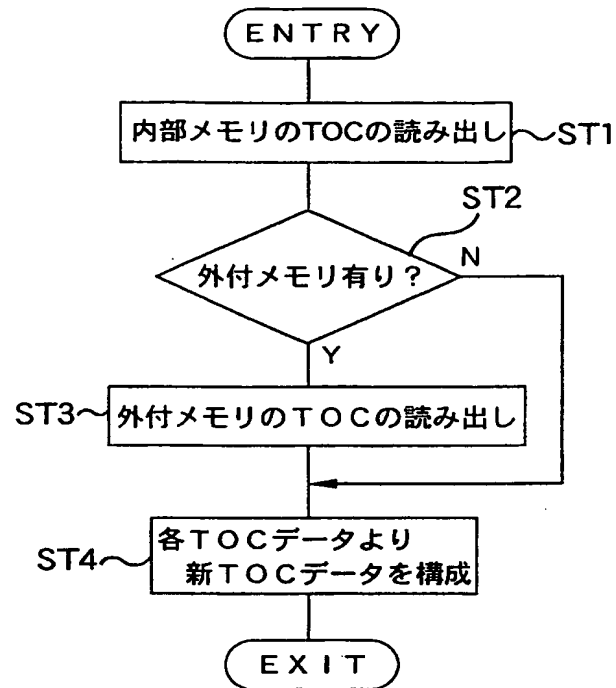 ENTRY
内部メモリのTOCの読み出し
ST1
ST2
外付メモリ有り？
N
Y
ST3
外付メモリのTOCの読み出し
ST4
各TOCデータより
新TOCデータを構成
EXIT